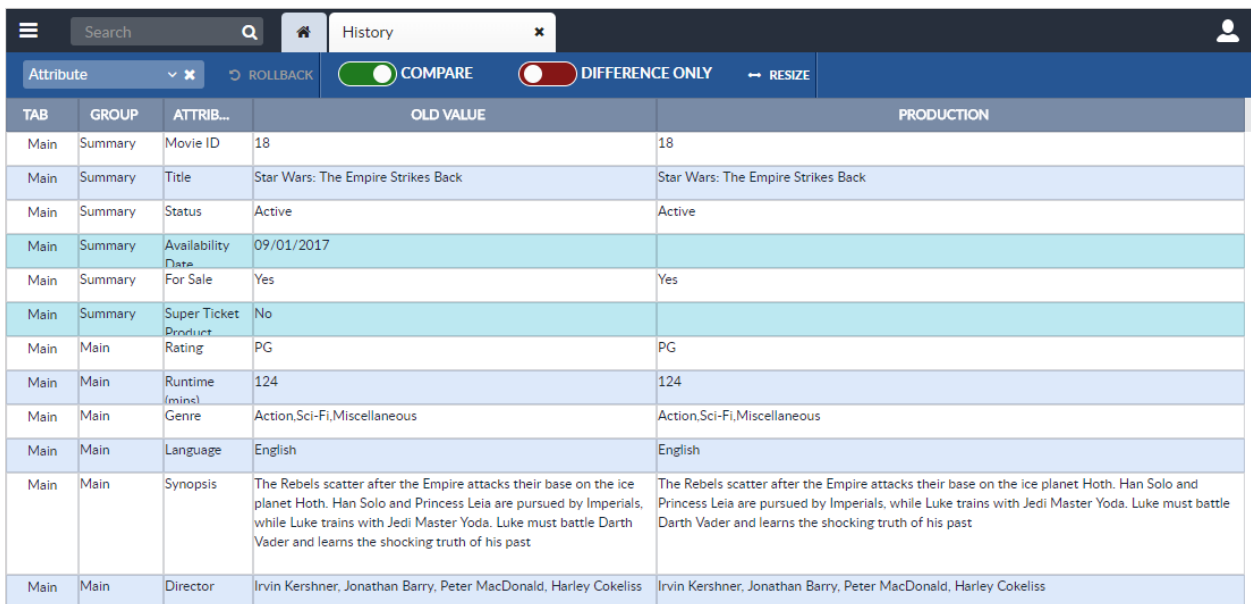 Search
History
Attribute ROLLBACK COMPARE DIFFERENCE ONLY RESIZE
TAB GROUP ATTRIB... OLD VALUE PRODUCTION
Main Summary Movie ID 18 18
Main Summary Title Star Wars: The Empire Strikes Back Star Wars: The Empire Strikes Back
Main Summary Status Active Active
Main Summary Availability 09/01/2017
Date
Main Summary For Sale Yes Yes
Main Summary Super Ticket No
Product
Main Main Rating PG PG
Main Main Runtime 124 124
(mins)
Main Main Genre Action,Sci-Fi,Miscellaneous Action,Sci-Fi,Miscellaneous
Main Main Language English English
Main Main Synopsis The Rebels scatter after the Empire attacks their base on the ice The Rebels scatter after the Empire attacks their base on the ice planet Hoth. Han Solo and
planet Hoth. Han Solo and Princess Leia are pursued by Imperials, Princess Leia are pursued by Imperials, while Luke trains with Jedi Master Yoda. Luke must battle
while Luke trains with Jedi Master Yoda. Luke must battle Darth Darth Vader and learns the shocking truth of his past
Vader and learns the shocking truth of his past
Main Main Director Irvin Kershner, Jonathan Barry, Peter MacDonald, Harley Cokeliss Irvin Kershner, Jonathan Barry, Peter MacDonald, Harley Cokeliss